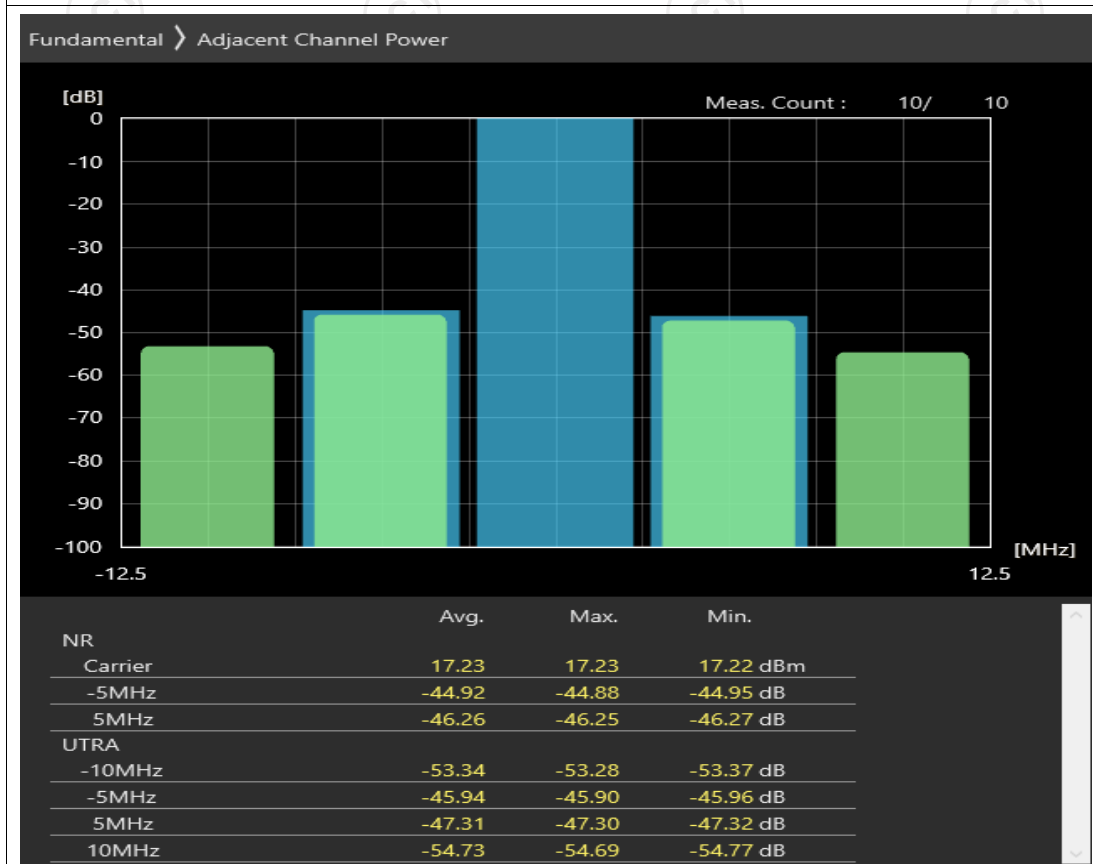 Fundamental ❯ Adjacent Channel Power
[dB]
Meas. Count : 10/ 10
0
-10
-20
-30
-40
-50
-60
-70
-80
-90
-100
[MHz]
-12.5 12.5
Avg. Max. Min.
NR
Carrier 17.23 17.23 17.22 dBm
-5MHz -44.92 -44.88 -44.95 dB
5MHz -46.26 -46.25 -46.27 dB
UTRA
-10MHz -53.34 -53.28 -53.37 dB
-5MHz -45.94 -45.90 -45.96 dB
5MHz -47.31 -47.30 -47.32 dB
10MHz -54.73 -54.69 -54.77 dB